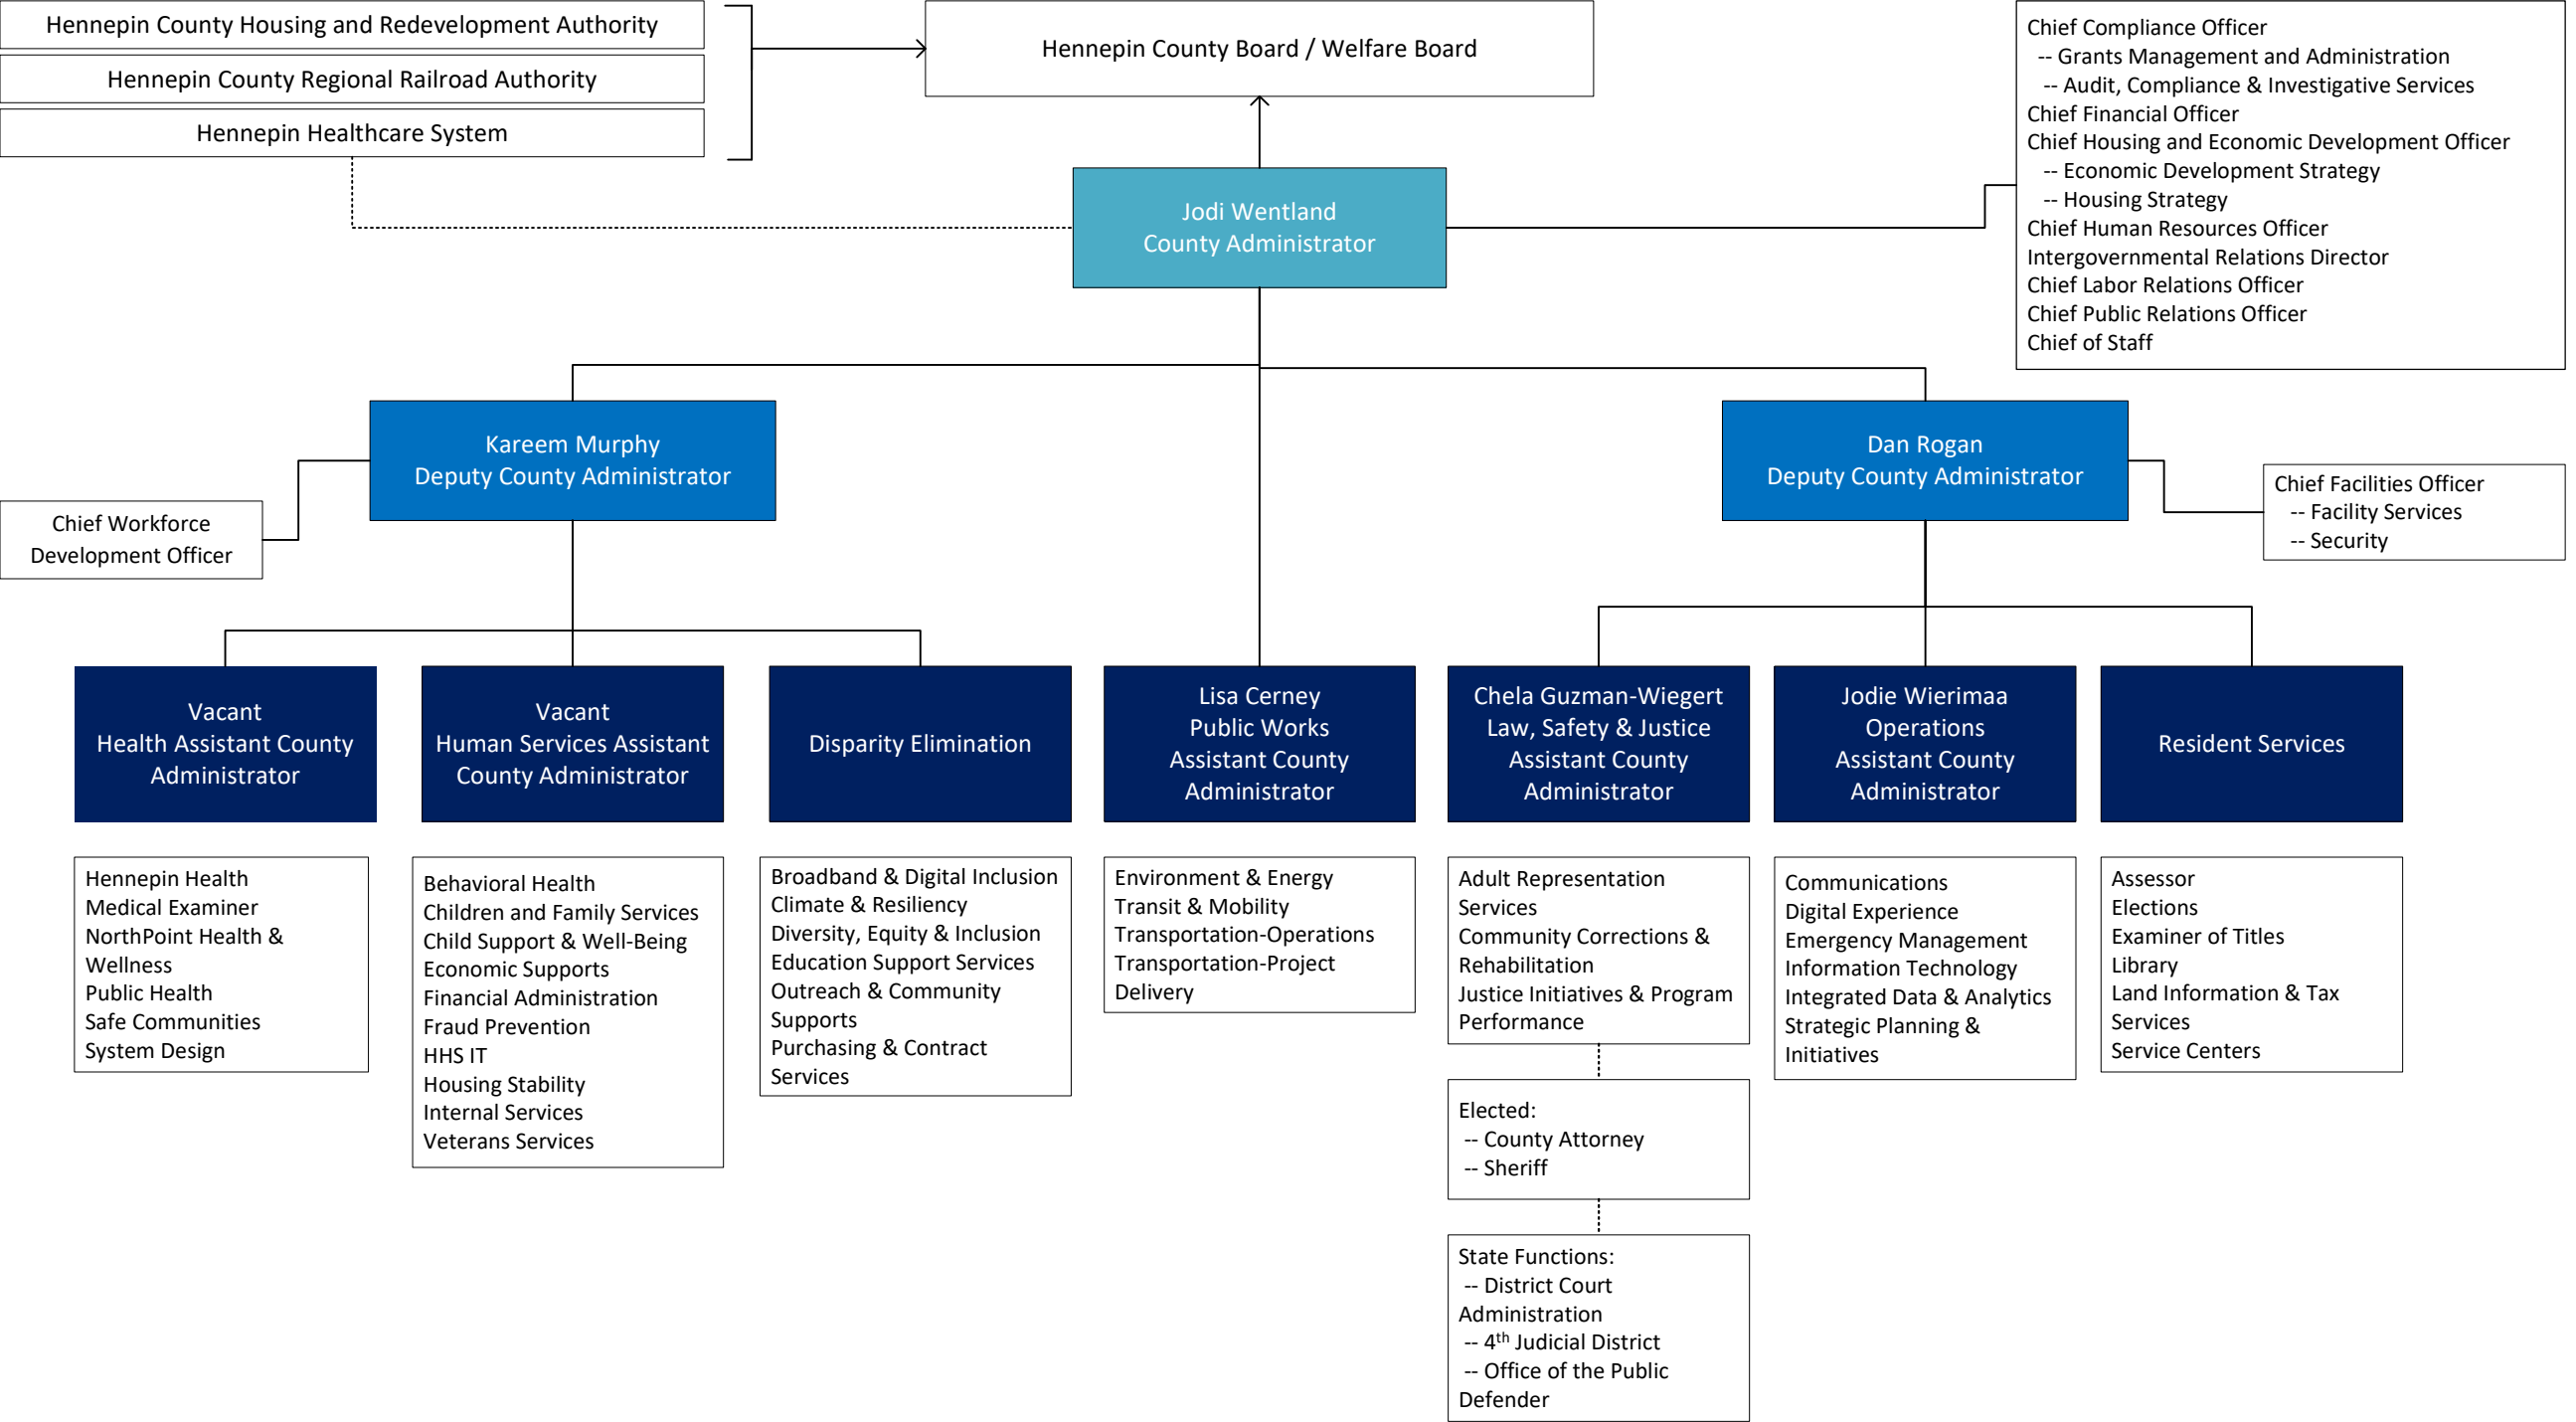 Hennepin County Housing and Redevelopment Authority
Hennepin County Regional Railroad Authority
Hennepin Healthcare System
Hennepin County Board / Welfare Board
Chief Compliance Officer
-- Grants Management and Administration
-- Audit, Compliance & Investigative Services
Chief Financial Officer
Chief Housing and Economic Development Officer
-- Economic Development Strategy
-- Housing Strategy
Chief Human Resources Officer
Intergovernmental Relations Director
Chief Labor Relations Officer
Chief Public Relations Officer
Chief of Staff
Jodi Wentland
County Administrator
Kareem Murphy
Deputy County Administrator
Dan Rogan
Deputy County Administrator
Chief Workforce
Development Officer
Chief Facilities Officer
-- Facility Services
-- Security
Vacant
Health Assistant County
Administrator
Vacant
Human Services Assistant
County Administrator
Disparity Elimination
Lisa Cerney
Public Works
Assistant County
Administrator
Chela Guzman-Wiegert
Law, Safety & Justice
Assistant County
Administrator
Jodie Wierimaa
Operations
Assistant County
Administrator
Resident Services
Hennepin Health
Medical Examiner
NorthPoint Health &
Wellness
Public Health
Safe Communities
System Design
Behavioral Health
Children and Family Services
Child Support & Well-Being
Economic Supports
Financial Administration
Fraud Prevention
HHS IT
Housing Stability
Internal Services
Veterans Services
Broadband & Digital Inclusion
Climate & Resiliency
Diversity, Equity & Inclusion
Education Support Services
Outreach & Community
Supports
Purchasing & Contract
Services
Environment & Energy
Transit & Mobility
Transportation-Operations
Transportation-Project
Delivery
Adult Representation
Services
Community Corrections &
Rehabilitation
Justice Initiatives & Program
Performance
Elected:
-- County Attorney
-- Sheriff
State Functions:
-- District Court
Administration
-- 4th Judicial District
-- Office of the Public
Defender
Communications
Digital Experience
Emergency Management
Information Technology
Integrated Data & Analytics
Strategic Planning &
Initiatives
Assessor
Elections
Examiner of Titles
Library
Land Information & Tax
Services
Service Centers